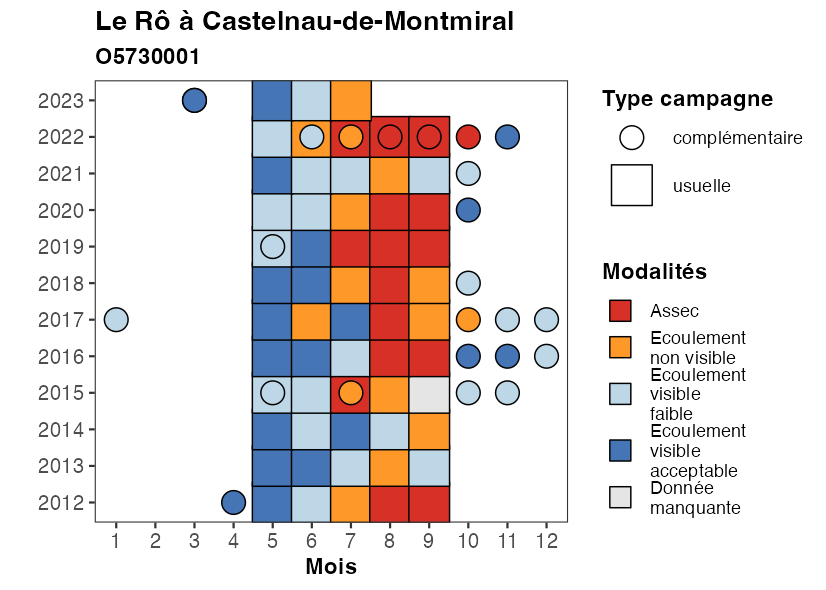 Le Rô à Castelnau-de-Montmiral
O5730001
2023
2022
2021
2020
2019
2018
2017
2016
2015
2014
2013
2012
1 2 3 4 5 6 7 8 9 10 11 12
Mois
Type campagne
complémentaire
usuelle
Modalités
Assec
Ecoulement
non visible
Ecoulement
visible
faible
Ecoulement
visible
acceptable
Donnée
manquante